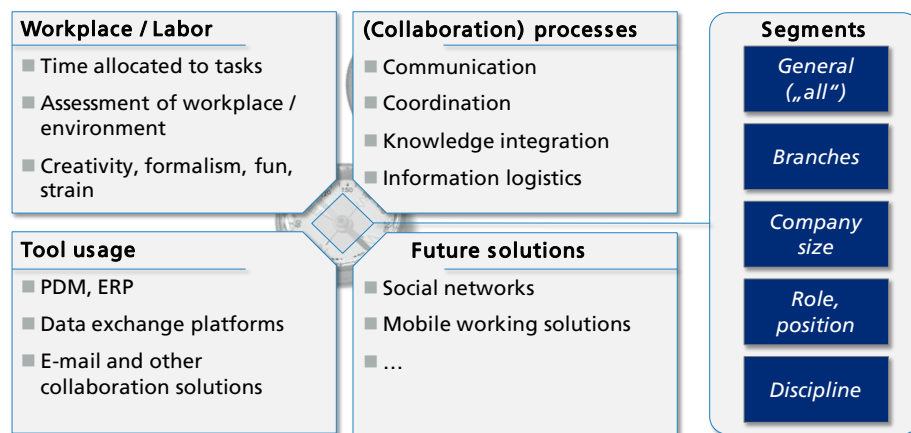 Workplace / Labor
■ Time allocated to tasks
■ Assessment of workplace /
environment
■ Creativity, formalism, fun,
strain
(Collaboration) processes
■ Communication
■ Coordination
■ Knowledge integration
■ Information logistics
150
Tool usage
■ PDM, ERP
■ Data exchange platforms
■ E-mail and other
collaboration solutions
Future solutions
■ Social networks
■ Mobile working solutions
■ …
Segments
General
(„all“)
Branches
Company
size
Role,
position
Discipline